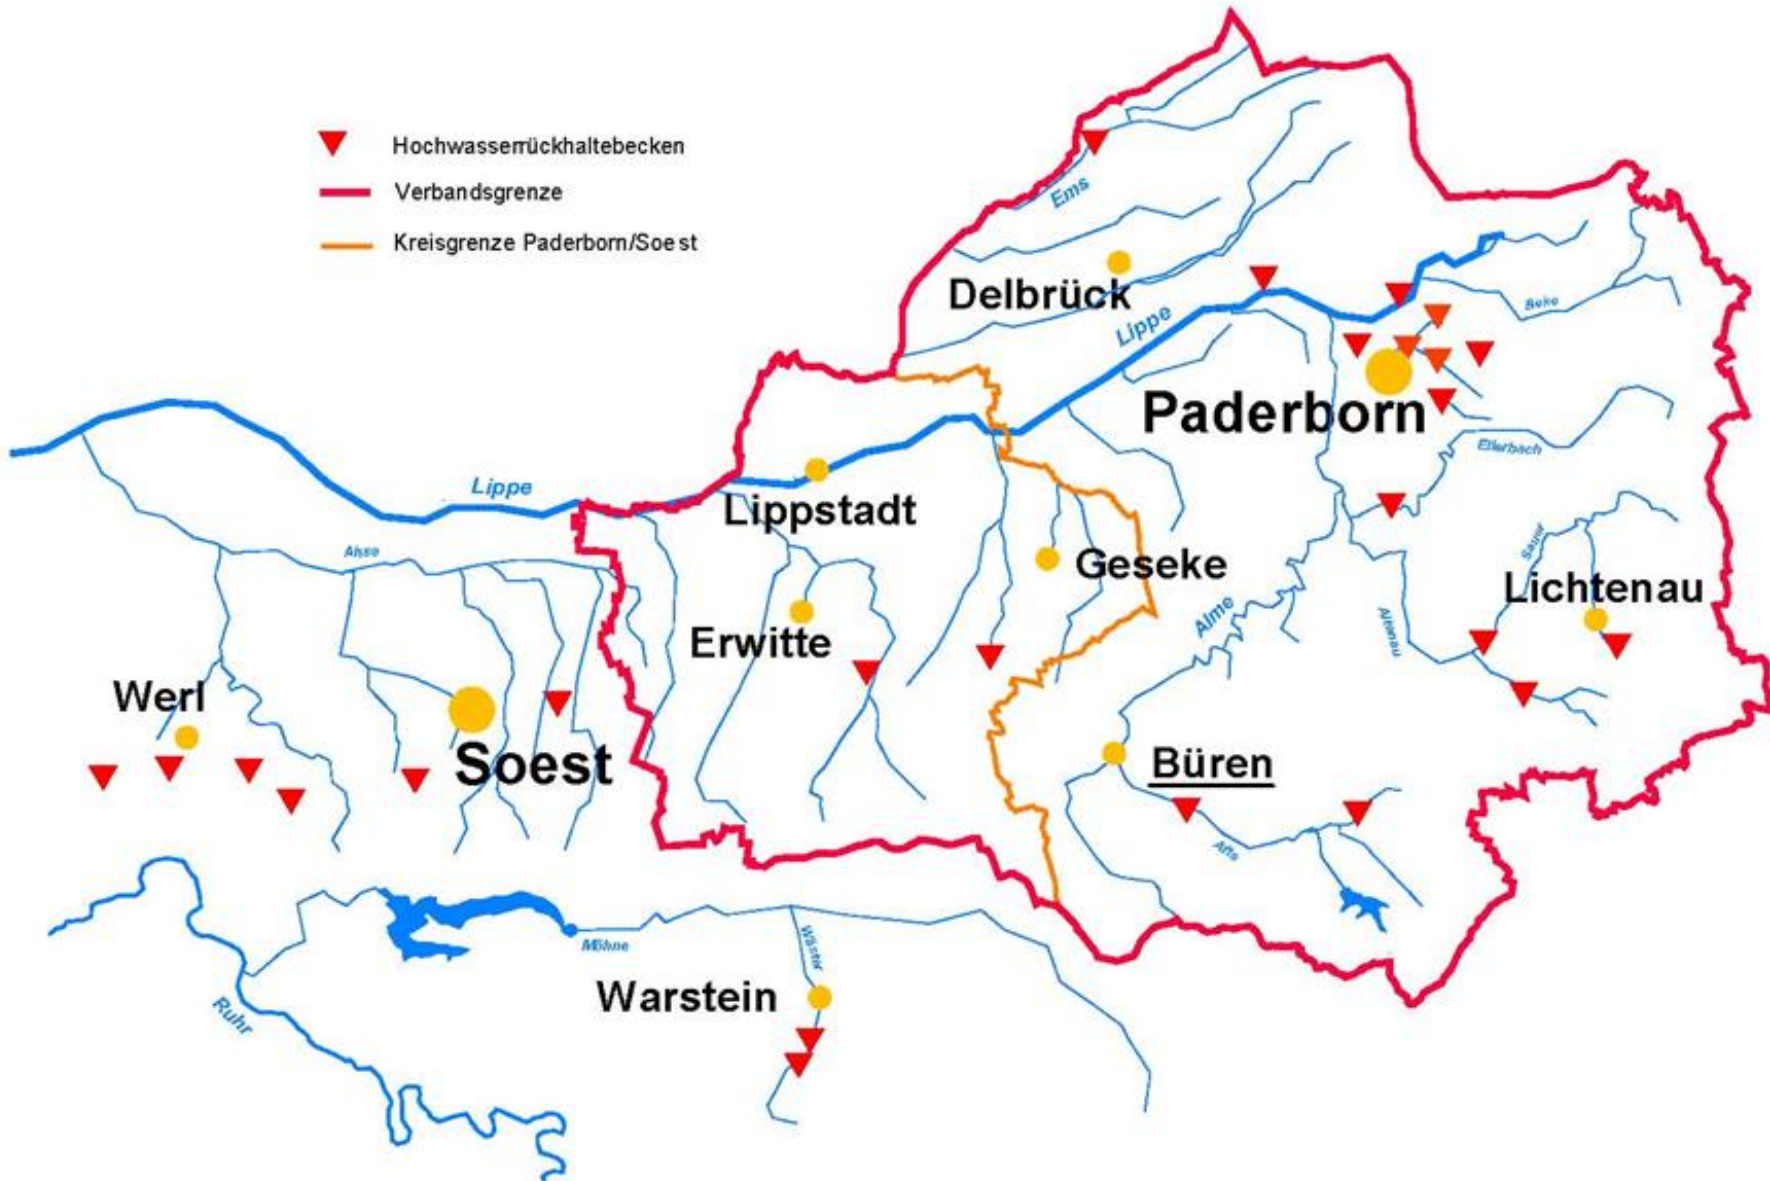 Hochwasserrückhaltebecken
Verbandsgrenze
Kreisgrenze Paderborn/Soest
Ems
Delbrück
Lippe
Beke
Paderborn
Ellerbach
Lippe
Lippstadt
Ahse
Geseke
Sauer
Lichtenau
Erwitte
Alme
Altenau
Werl
Soest
Büren
Afte
Möhne
Wäster
Warstein
Ruhr